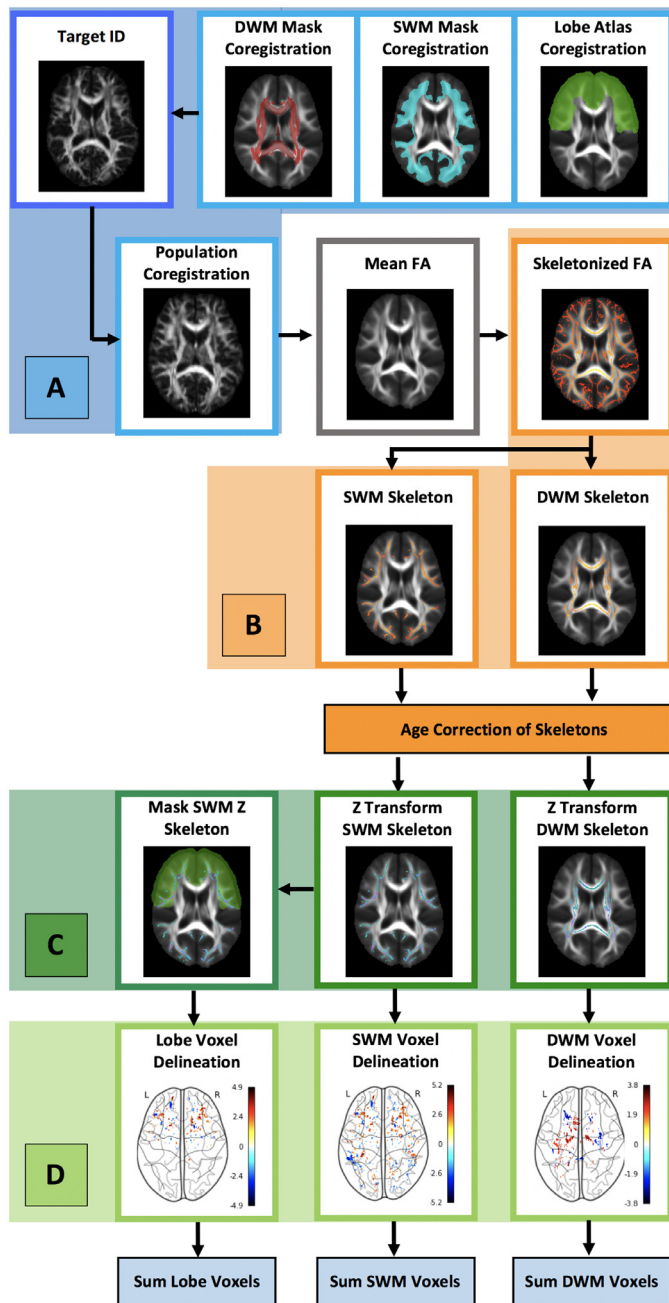 Target ID
DWM Mask
Coregistration
SWM Mask
Coregistration
Lobe Atlas
Coregistration
Population
Coregistration
Mean FA
Skeletonized FA
A
SWM Skeleton
DWM Skeleton
B
Age Correction of Skeletons
Mask SWM Z
Skeleton
Z Transform
SWM Skeleton
Z Transform
DWM Skeleton
C
Lobe Voxel
Delineation
L
R
4.9
2.4
0
-2.4
-4.9
SWM Voxel
Delineation
L
R
5.2
2.6
0
-2.6
-5.2
DWM Voxel
Delineation
L
R
3.8
1.9
0
-1.9
-3.8
D
Sum Lobe Voxels
Sum SWM Voxels
Sum DWM Voxels